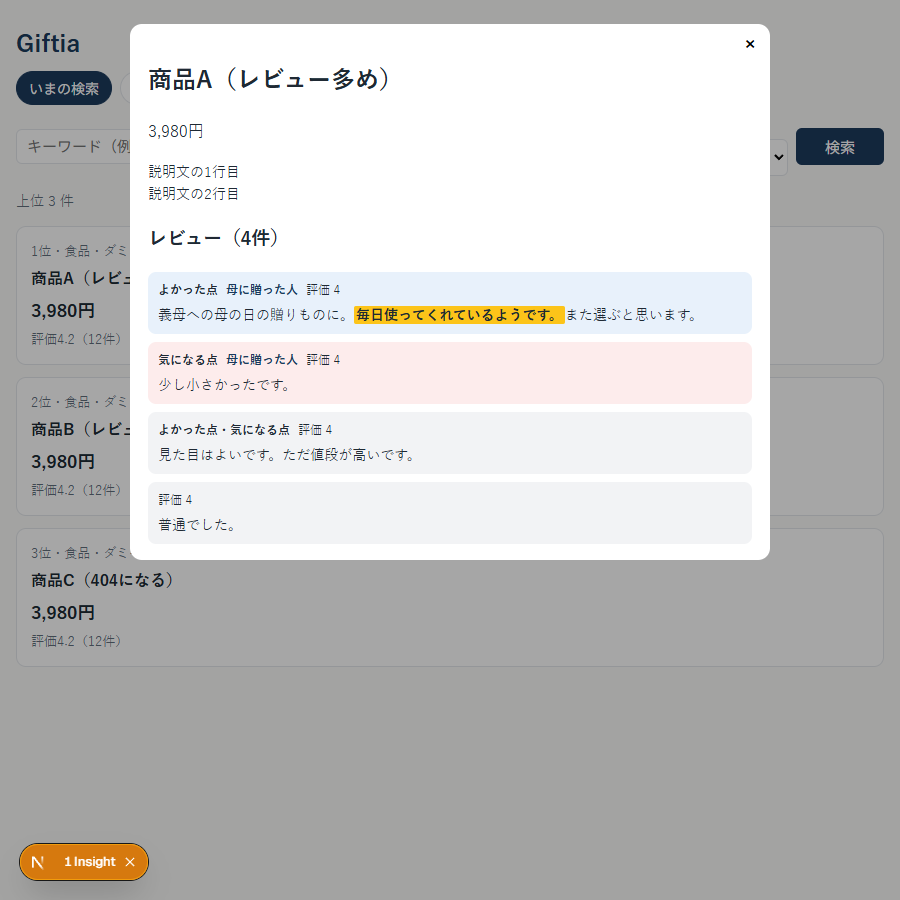 Giftia
いまの検索
キーワード（例
検索
上位 3 件
1位・食品・ダミ
商品A（レビュ
3,980円
評価4.2（12件）
2位・食品・ダミ
商品B（レビュ
3,980円
評価4.2（12件）
3位・食品・ダミー
商品C（404になる）
3,980円
評価4.2（12件）
×
商品A（レビュー多め）
3,980円
説明文の1行目
説明文の2行目
レビュー（4件）
よかった点 母に贈った人 評価 4
義母への母の日の贈りものに。毎日使ってくれているようです。また選ぶと思います。
気になる点 母に贈った人 評価 4
少し小さかったです。
よかった点・気になる点 評価 4
見た目はよいです。ただ値段が高いです。
評価 4
普通でした。
N 1 Insight ×